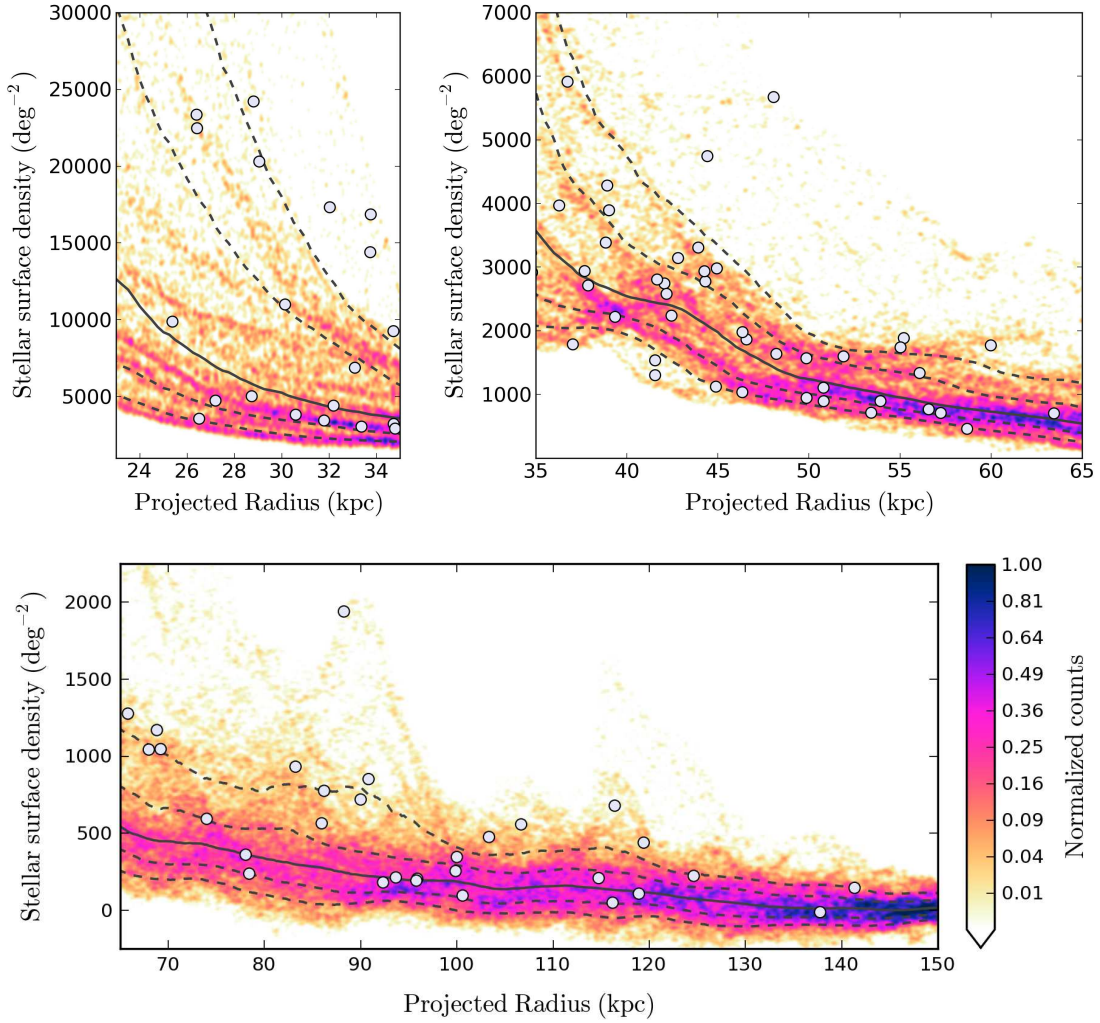 30000
25000
20000
15000
10000
5000
24 26 28 30 32 34
Stellar surface density (deg⁻²)
Projected Radius (kpc)
7000
6000
5000
4000
3000
2000
1000
35 40 45 50 55 60 65
Stellar surface density (deg⁻²)
Projected Radius (kpc)
2000
1500
1000
500
0
70 80 90 100 110 120 130 140 150
Stellar surface density (deg⁻²)
Projected Radius (kpc)
1.00
0.81
0.64
0.49
0.36
0.25
0.16
0.09
0.04
0.01
Normalized counts